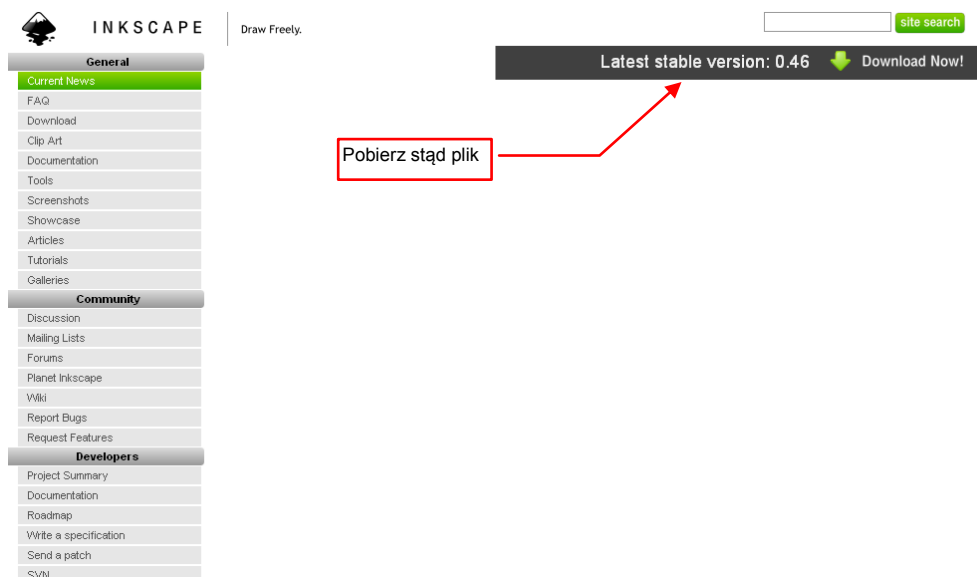 INKSCAPE
Draw Freely.
site search
Latest stable version: 0.46
Download Now!
Pobierz stąd plik
General
Current News
FAQ
Download
Clip Art
Documentation
Tools
Screenshots
Showcase
Articles
Tutorials
Galleries
Community
Discussion
Mailing Lists
Forums
Planet Inkscape
Wiki
Report Bugs
Request Features
Developers
Project Summary
Documentation
Roadmap
Write a specification
Send a patch
SVN